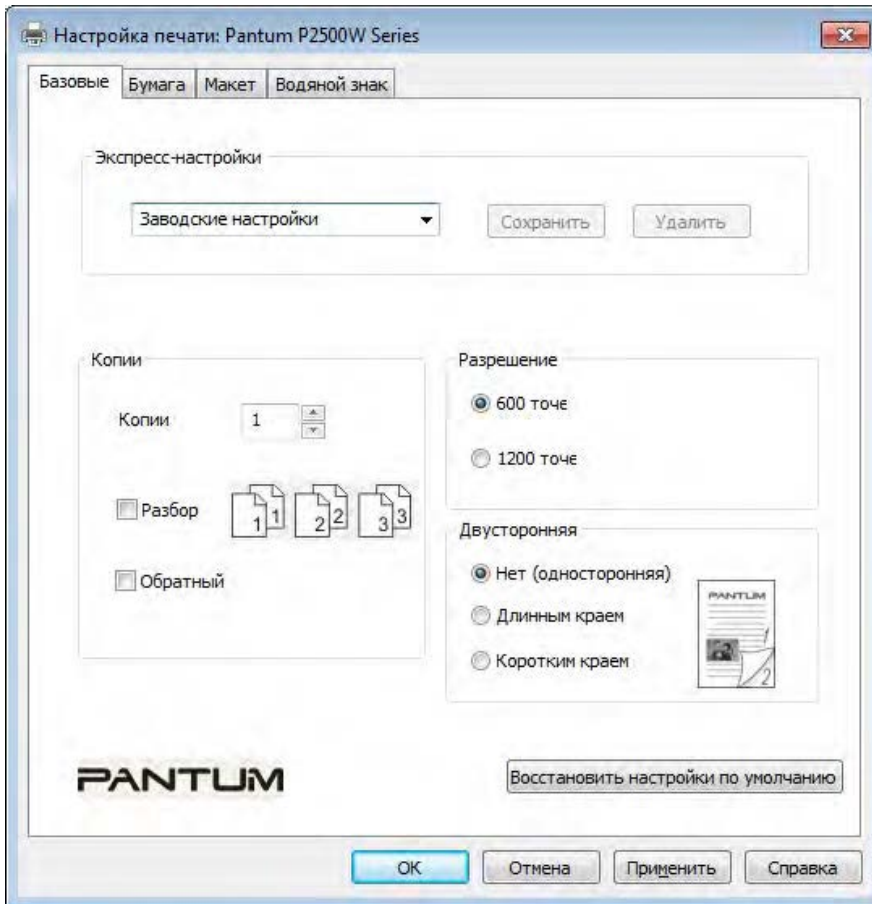 Настройка печати: Pantum P2500W Series
Базовые Бумага Макет Водяной знак
Экспресс-настройки
Заводские настройки Сохранить Удалить
Копии
Копии 1
Разбор 1 1 2 2 3 3
Обратный
Разрешение
600 точе
1200 точе
Двусторонняя
Нет (односторонняя)
Длинным краем
Коротким краем
PANTUM
1
2
PANTUM
Восстановить настройки по умолчанию
ОК Отмена Применить Справка